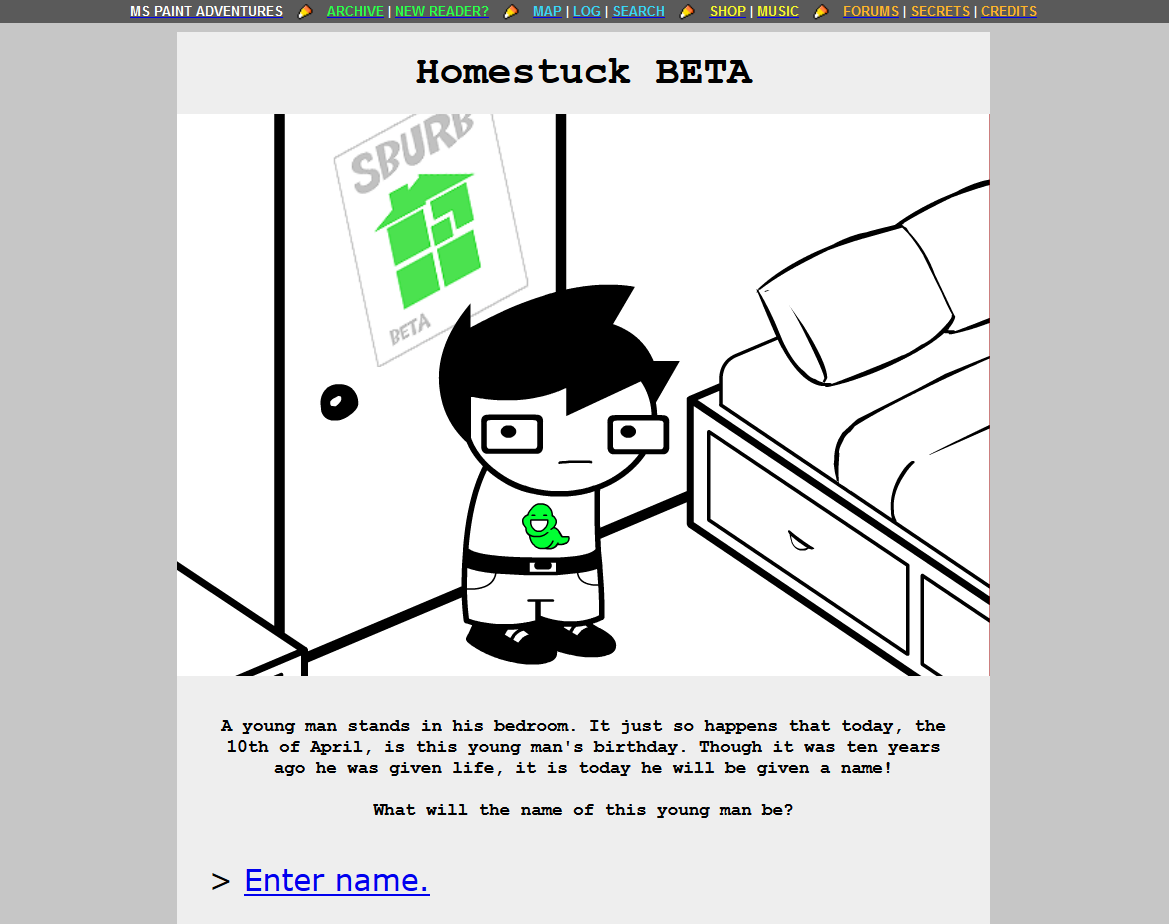 MS PAINT ADVENTURES ARCHIVE | NEW READER? MAP | LOG | SEARCH SHOP | MUSIC FORUMS | SECRETS | CREDITS
Homestuck BETA
SBURB
BETA
A young man stands in his bedroom. It just so happens that today, the
10th of April, is this young man's birthday. Though it was ten years
ago he was given life, it is today he will be given a name!
What will the name of this young man be?
> Enter name.